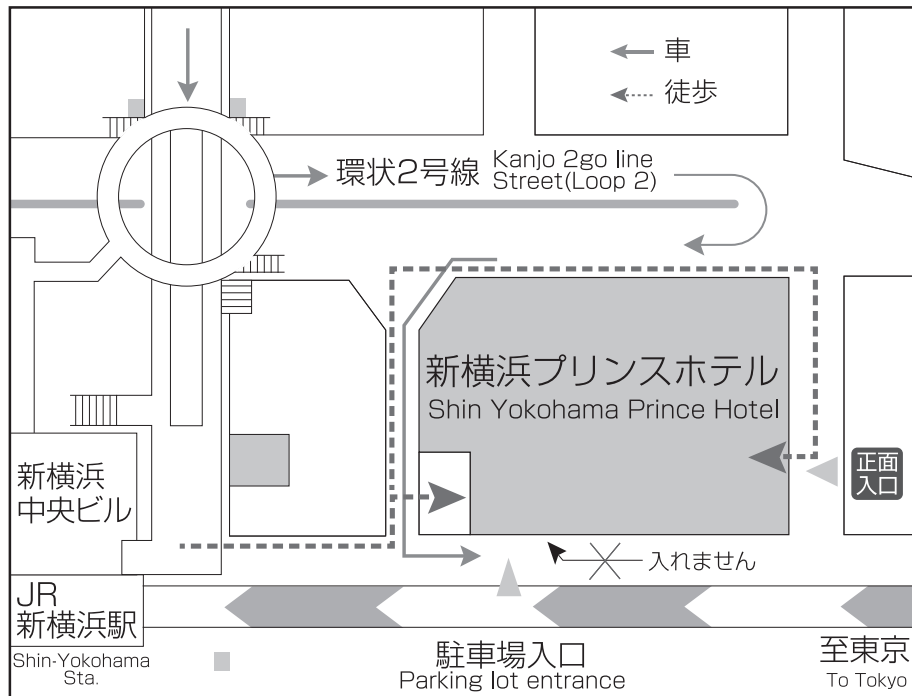 車
徒歩
環状2号線
Kanjo 2go line
Street(Loop 2)
新横浜プリンスホテル
Shin Yokohama Prince Hotel
正面
入口
新横浜
中央ビル
入れません
JR
新横浜駅
Shin-Yokohama
Sta.
駐車場入口
Parking lot entrance
至東京
To Tokyo